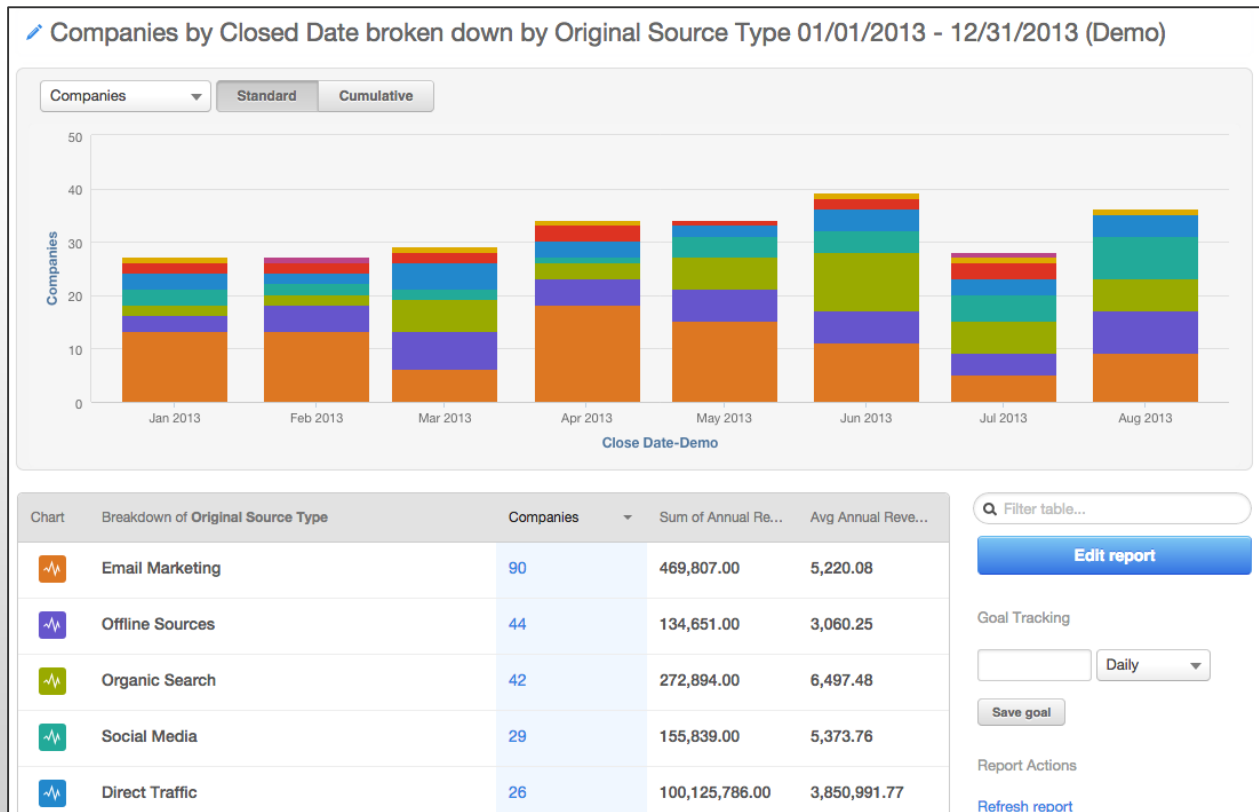 Companies by Closed Date broken down by Original Source Type 01/01/2013 - 12/31/2013 (Demo)
Companies Standard Cumulative
50
40
30
20
10
0
Companies
Jan 2013 Feb 2013 Mar 2013 Apr 2013 May 2013 Jun 2013 Jul 2013 Aug 2013
Close Date-Demo
Chart Breakdown of Original Source Type Companies Sum of Annual Re... Avg Annual Reve...
Email Marketing 90 469,807.00 5,220.08
Offline Sources 44 134,651.00 3,060.25
Organic Search 42 272,894.00 6,497.48
Social Media 29 155,839.00 5,373.76
Direct Traffic 26 100,125,786.00 3,850,991.77
Filter table...
Edit report
Goal Tracking
Daily
Save goal
Report Actions
Refresh report